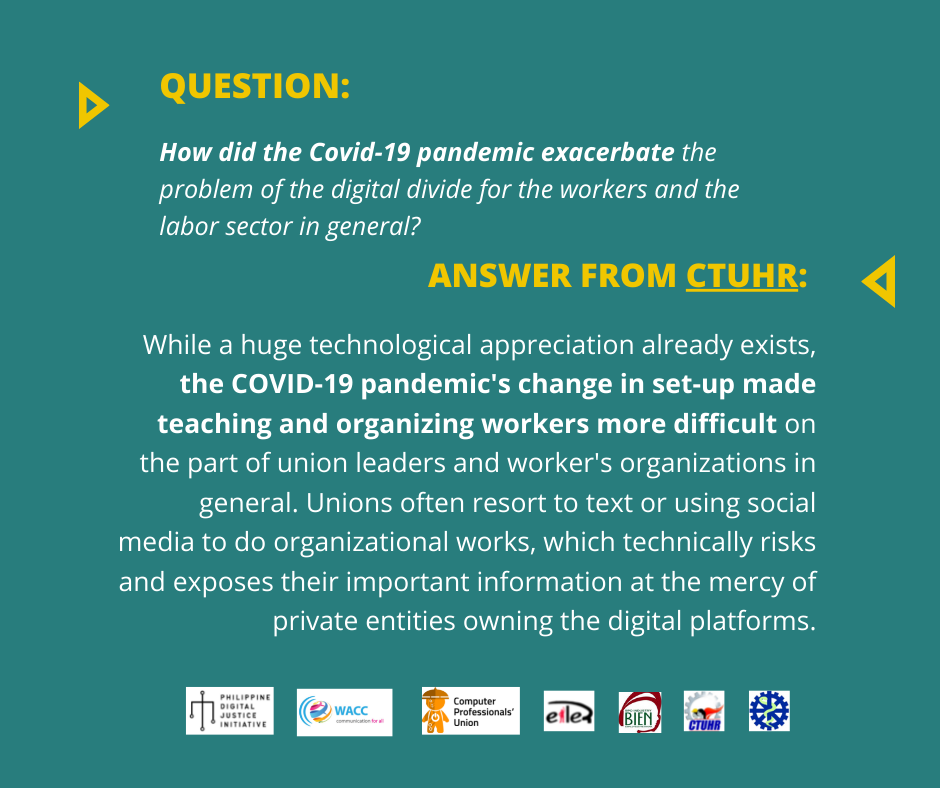 QUESTION:
How did the Covid-19 pandemic exacerbate the
problem of the digital divide for the workers and the
labor sector in general?
ANSWER FROM CTUHR:
While a huge technological appreciation already exists,
the COVID-19 pandemic's change in set-up made
teaching and organizing workers more difficult on
the part of union leaders and worker's organizations in
general. Unions often resort to text or using social
media to do organizational works, which technically risks
and exposes their important information at the mercy of
private entities owning the digital platforms.
PHILIPPINE
DIGITAL
JUSTICE
INITIATIVE
WACC
communication for all
Computer
Professionals'
Union
eiler
BIEN
CTUHR